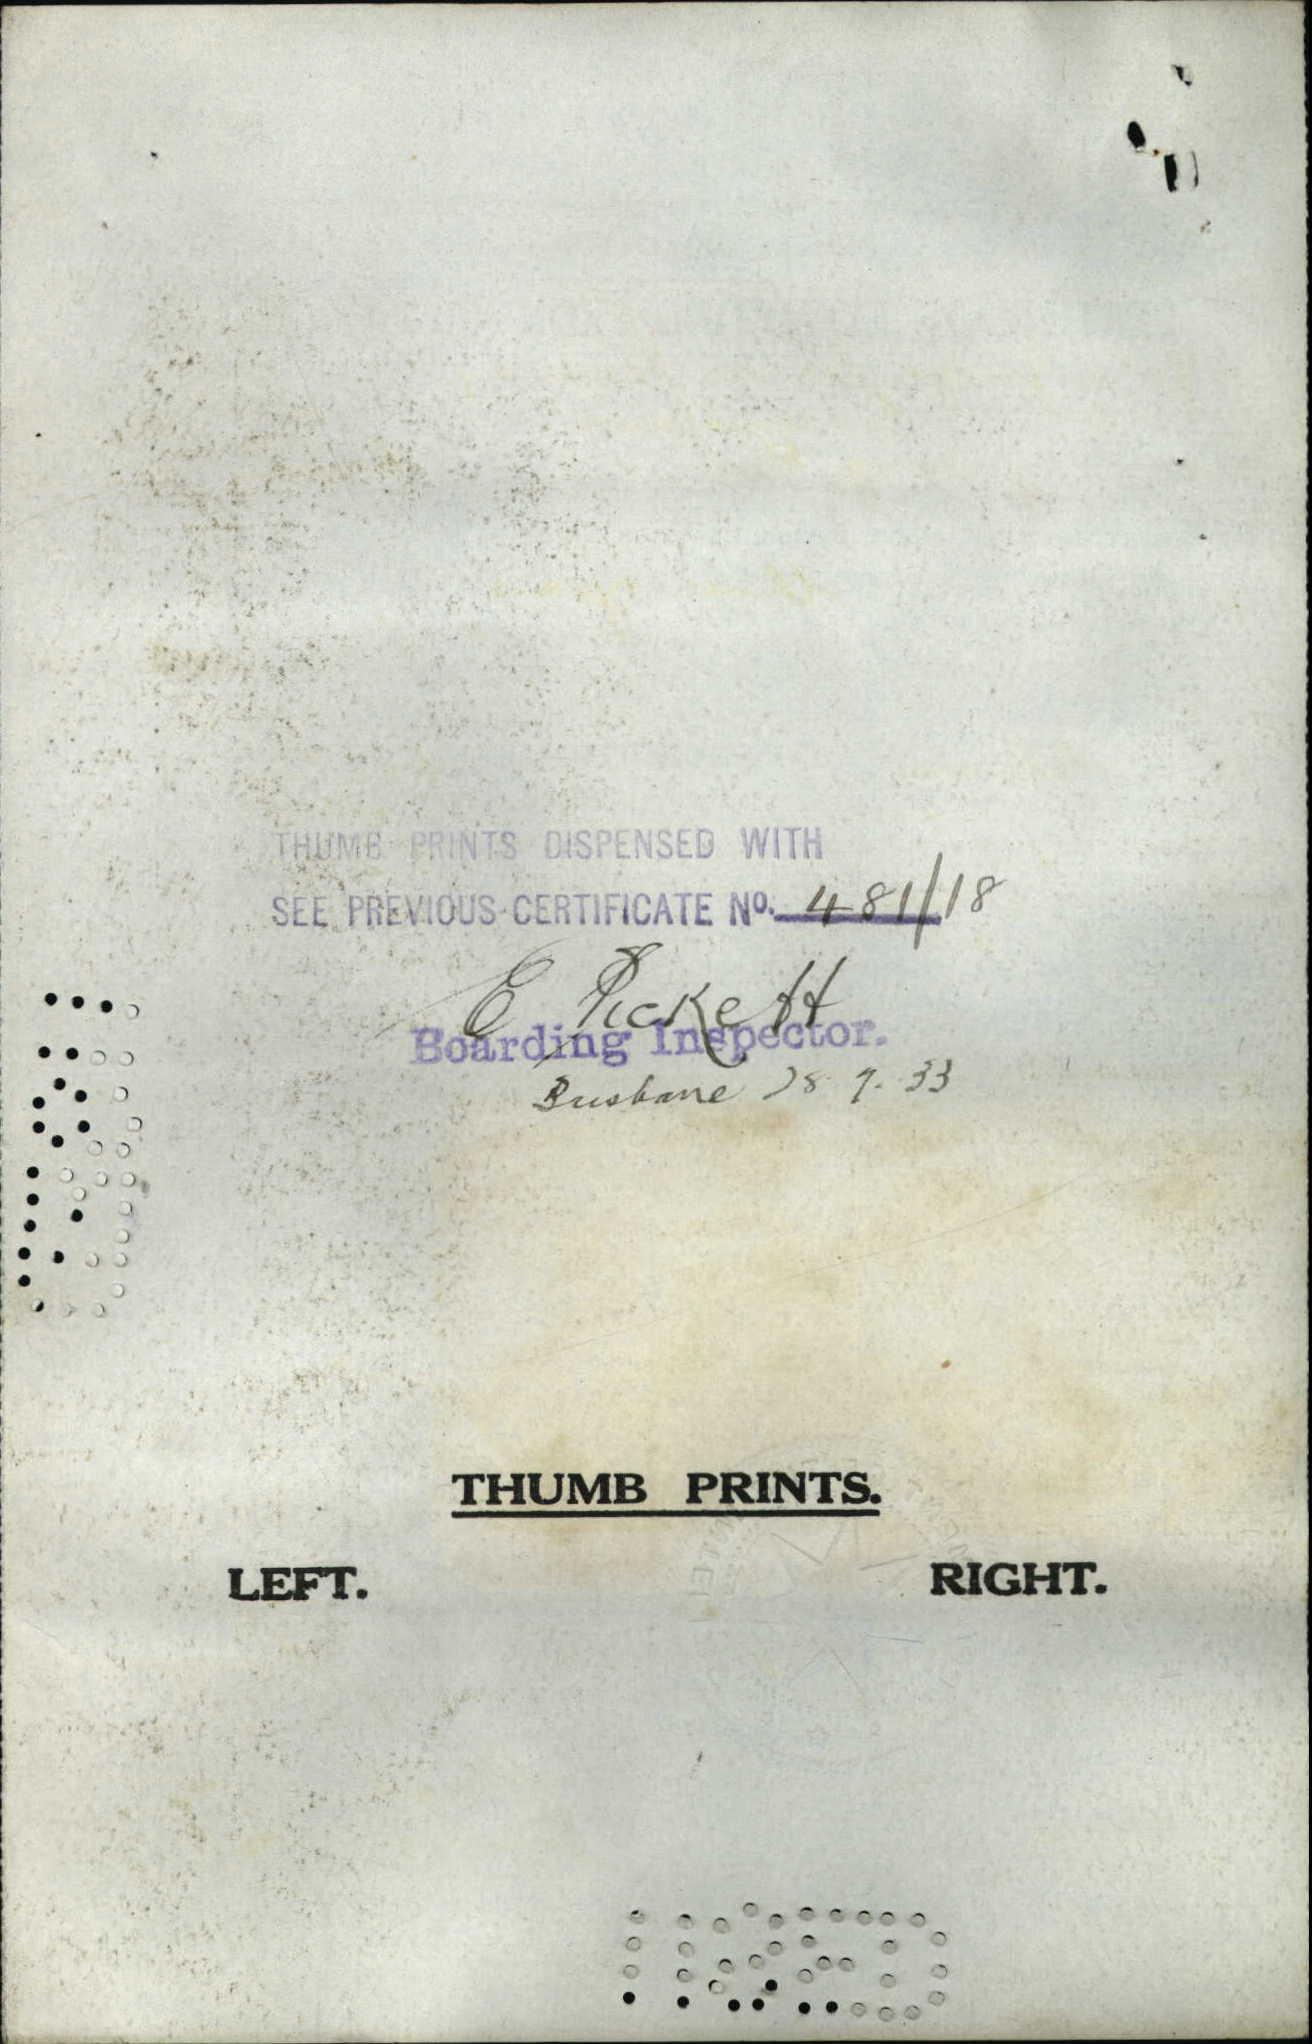 THUMB PRINTS DISPENSED WITH
SEE PREVIOUS CERTIFICATE No. 481/18
E Pickett
Boarding Inspector.
Brisbane 28 9. 33
THUMB PRINTS.
LEFT. RIGHT.